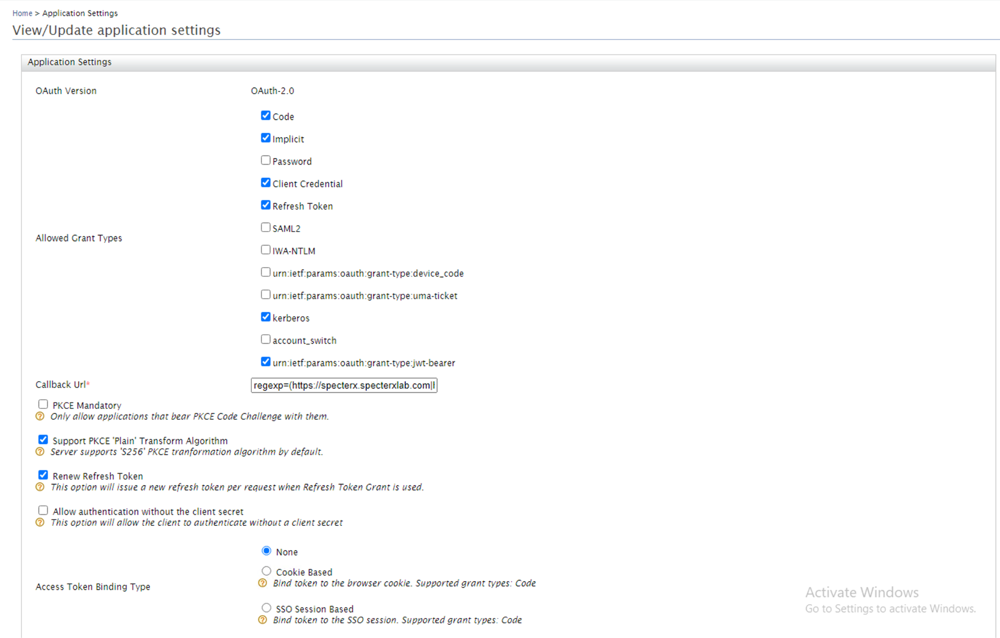 Home > Application Settings
View/Update application settings
Application Settings
OAuth Version
OAuth-2.0
Code
Implicit
Password
Client Credential
Refresh Token
SAML2
Allowed Grant Types
IWA-NTLM
urn:ietf:params:oauth:grant-type:device_code
urn:ietf:params:oauth:grant-type:uma-ticket
kerberos
account_switch
urn:ietf:params:oauth:grant-type:jwt-bearer
Callback Url*
regexp=(https://specterx.specterxlab.com|
PKCE Mandatory
Only allow applications that bear PKCE Code Challenge with them.
Support PKCE 'Plain' Transform Algorithm
Server supports 'S256' PKCE tranformation algorithm by default.
Renew Refresh Token
This option will issue a new refresh token per request when Refresh Token Grant is used.
Allow authentication without the client secret
This option will allow the client to authenticate without a client secret
None
Cookie Based
Bind token to the browser cookie. Supported grant types: Code
Access Token Binding Type
SSO Session Based
Bind token to the SSO session. Supported grant types: Code
Activate Windows
Go to Settings to activate Windows.